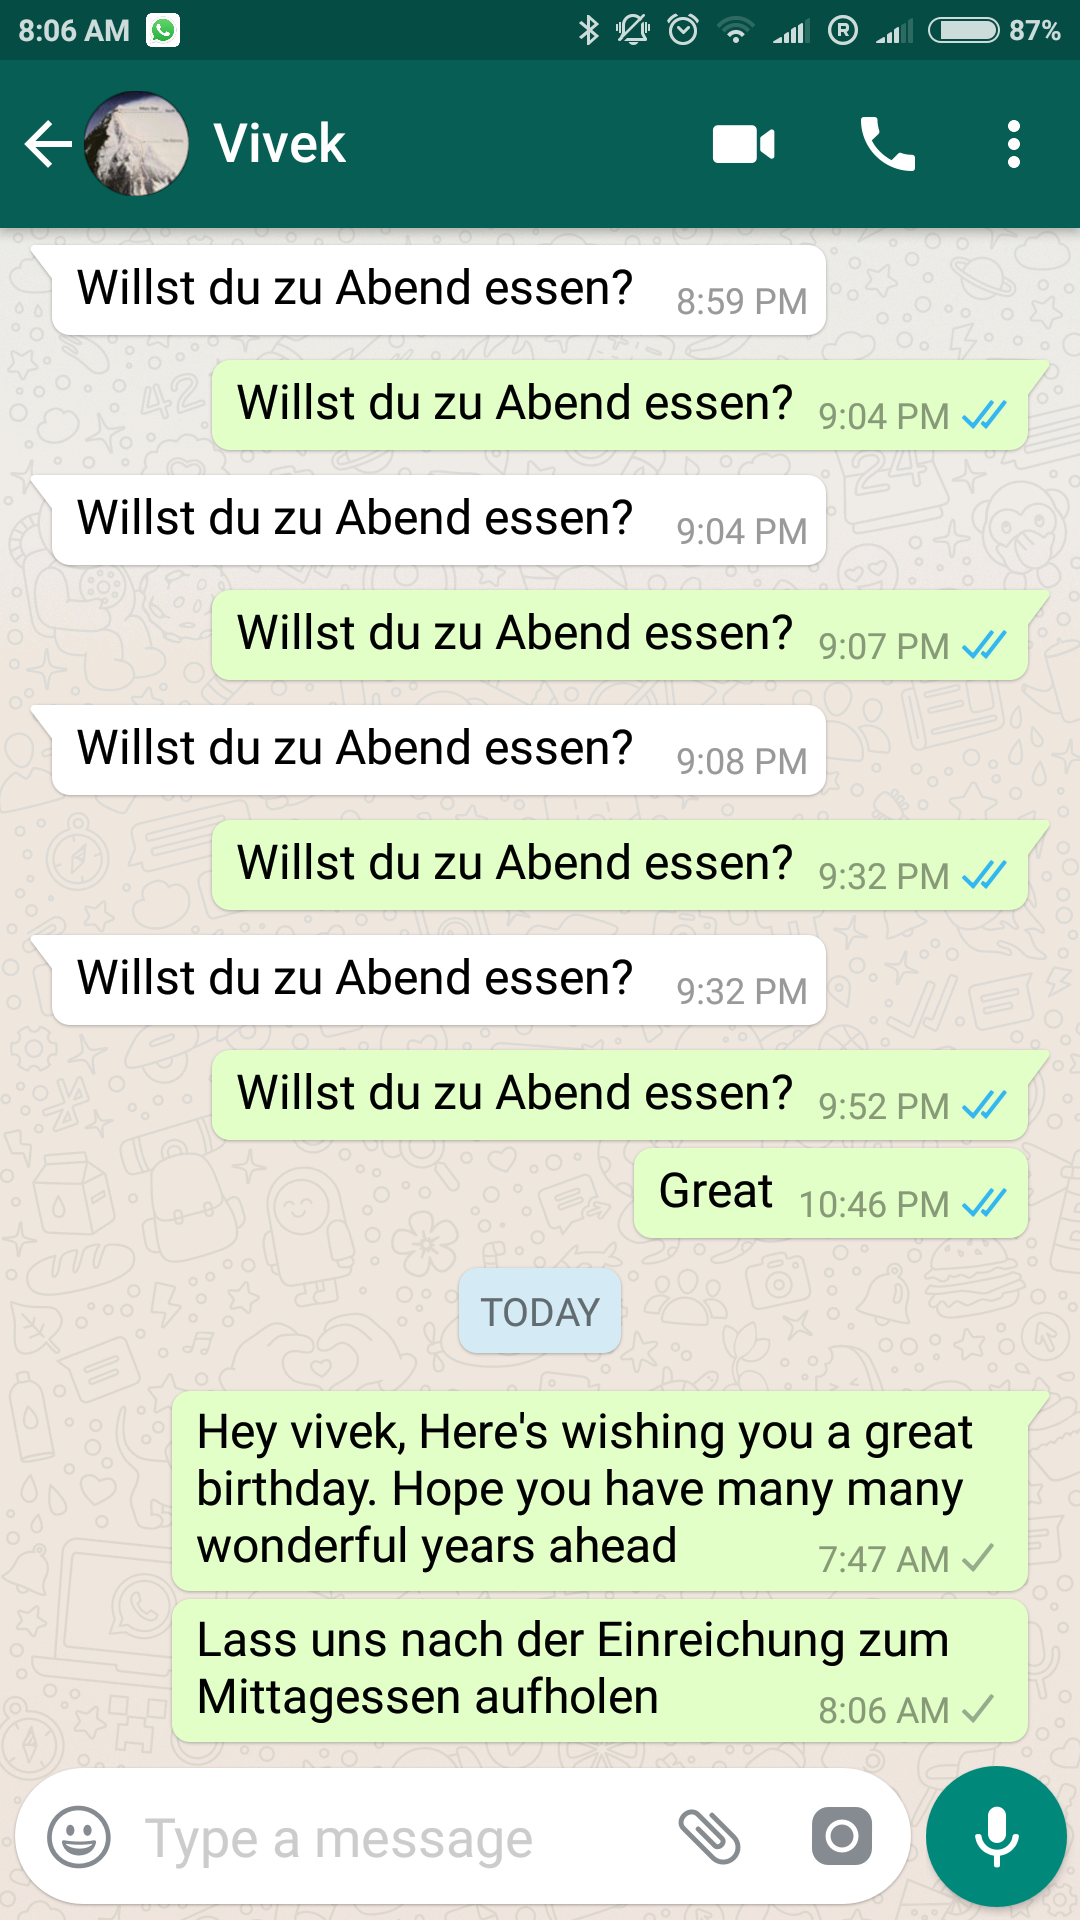 8:06 AM
87%
Vivek
Willst du zu Abend essen? 8:59 PM
Willst du zu Abend essen? 9:04 PM
Willst du zu Abend essen? 9:04 PM
Willst du zu Abend essen? 9:07 PM
Willst du zu Abend essen? 9:08 PM
Willst du zu Abend essen? 9:32 PM
Willst du zu Abend essen? 9:32 PM
Willst du zu Abend essen? 9:52 PM
Great 10:46 PM
TODAY
Hey vivek, Here's wishing you a great
birthday. Hope you have many many
wonderful years ahead 7:47 AM
Lass uns nach der Einreichung zum
Mittagessen aufholen 8:06 AM
Type a message